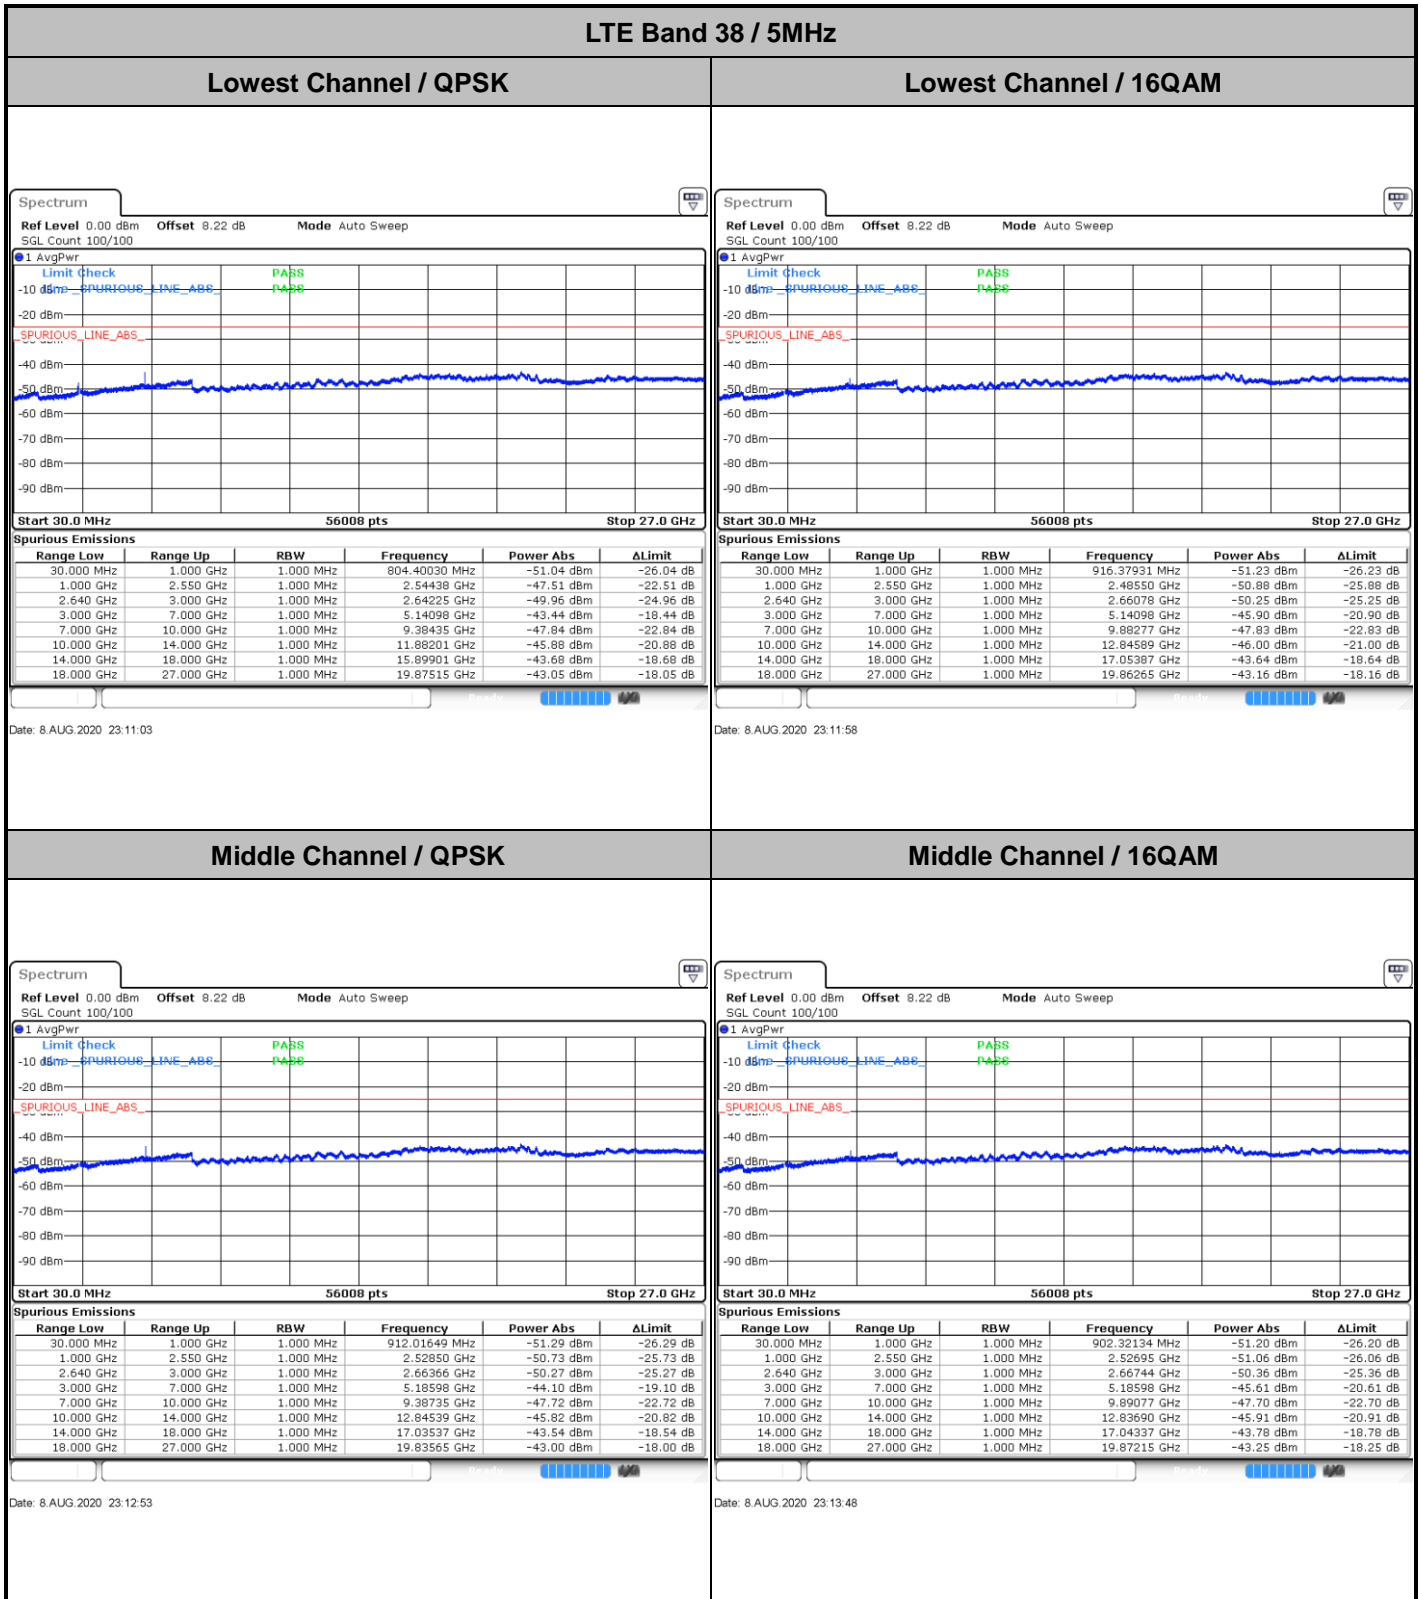 LTE Band 38 / 5MHz
Lowest Channel / QPSK
Lowest Channel / 16QAM
Spectrum
Ref Level 0.00 dBm Offset 8.22 dB Mode Auto Sweep
SGL Count 100/100
1 AvgPwr
Limit Check PASS
-10 dBm Line _SPURIOUS_LINE_ABS_ PASS
-20 dBm
_SPURIOUS_LINE_ABS_
-40 dBm
-50 dBm
-60 dBm
-70 dBm
-80 dBm
-90 dBm
Start 30.0 MHz 56008 pts Stop 27.0 GHz
Spurious Emissions
Range Low Range Up RBW Frequency Power Abs ΔLimit
30.000 MHz 1.000 GHz 1.000 MHz 804.40030 MHz -51.04 dBm -26.04 dB
1.000 GHz 2.550 GHz 1.000 MHz 2.54438 GHz -47.51 dBm -22.51 dB
2.640 GHz 3.000 GHz 1.000 MHz 2.64225 GHz -49.96 dBm -24.96 dB
3.000 GHz 7.000 GHz 1.000 MHz 5.14098 GHz -43.44 dBm -18.44 dB
7.000 GHz 10.000 GHz 1.000 MHz 9.38435 GHz -47.84 dBm -22.84 dB
10.000 GHz 14.000 GHz 1.000 MHz 11.88201 GHz -45.88 dBm -20.88 dB
14.000 GHz 18.000 GHz 1.000 MHz 15.89901 GHz -43.68 dBm -18.68 dB
18.000 GHz 27.000 GHz 1.000 MHz 19.87515 GHz -43.05 dBm -18.05 dB
Date: 8.AUG.2020 23:11:03
Spectrum
Ref Level 0.00 dBm Offset 8.22 dB Mode Auto Sweep
SGL Count 100/100
1 AvgPwr
Limit Check PASS
-10 dBm Line _SPURIOUS_LINE_ABS_ PASS
-20 dBm
_SPURIOUS_LINE_ABS_
-40 dBm
-50 dBm
-60 dBm
-70 dBm
-80 dBm
-90 dBm
Start 30.0 MHz 56008 pts Stop 27.0 GHz
Spurious Emissions
Range Low Range Up RBW Frequency Power Abs ΔLimit
30.000 MHz 1.000 GHz 1.000 MHz 916.37931 MHz -51.23 dBm -26.23 dB
1.000 GHz 2.550 GHz 1.000 MHz 2.48550 GHz -50.88 dBm -25.88 dB
2.640 GHz 3.000 GHz 1.000 MHz 2.66078 GHz -50.25 dBm -25.25 dB
3.000 GHz 7.000 GHz 1.000 MHz 5.14098 GHz -45.90 dBm -20.90 dB
7.000 GHz 10.000 GHz 1.000 MHz 9.88277 GHz -47.83 dBm -22.83 dB
10.000 GHz 14.000 GHz 1.000 MHz 12.84589 GHz -46.00 dBm -21.00 dB
14.000 GHz 18.000 GHz 1.000 MHz 17.05387 GHz -43.64 dBm -18.64 dB
18.000 GHz 27.000 GHz 1.000 MHz 19.86265 GHz -43.16 dBm -18.16 dB
Date: 8.AUG.2020 23:11:58
Middle Channel / QPSK
Middle Channel / 16QAM
Spectrum
Ref Level 0.00 dBm Offset 8.22 dB Mode Auto Sweep
SGL Count 100/100
1 AvgPwr
Limit Check PASS
-10 dBm Line _SPURIOUS_LINE_ABS_ PASS
-20 dBm
_SPURIOUS_LINE_ABS_
-40 dBm
-50 dBm
-60 dBm
-70 dBm
-80 dBm
-90 dBm
Start 30.0 MHz 56008 pts Stop 27.0 GHz
Spurious Emissions
Range Low Range Up RBW Frequency Power Abs ΔLimit
30.000 MHz 1.000 GHz 1.000 MHz 912.01649 MHz -51.29 dBm -26.29 dB
1.000 GHz 2.550 GHz 1.000 MHz 2.52850 GHz -50.73 dBm -25.73 dB
2.640 GHz 3.000 GHz 1.000 MHz 2.66366 GHz -50.27 dBm -25.27 dB
3.000 GHz 7.000 GHz 1.000 MHz 5.18598 GHz -44.10 dBm -19.10 dB
7.000 GHz 10.000 GHz 1.000 MHz 9.38735 GHz -47.72 dBm -22.72 dB
10.000 GHz 14.000 GHz 1.000 MHz 12.84539 GHz -45.82 dBm -20.82 dB
14.000 GHz 18.000 GHz 1.000 MHz 17.03537 GHz -43.54 dBm -18.54 dB
18.000 GHz 27.000 GHz 1.000 MHz 19.83565 GHz -43.00 dBm -18.00 dB
Date: 8.AUG.2020 23:12:53
Spectrum
Ref Level 0.00 dBm Offset 8.22 dB Mode Auto Sweep
SGL Count 100/100
1 AvgPwr
Limit Check PASS
-10 dBm Line _SPURIOUS_LINE_ABS_ PASS
-20 dBm
_SPURIOUS_LINE_ABS_
-40 dBm
-50 dBm
-60 dBm
-70 dBm
-80 dBm
-90 dBm
Start 30.0 MHz 56008 pts Stop 27.0 GHz
Spurious Emissions
Range Low Range Up RBW Frequency Power Abs ΔLimit
30.000 MHz 1.000 GHz 1.000 MHz 902.32134 MHz -51.20 dBm -26.20 dB
1.000 GHz 2.550 GHz 1.000 MHz 2.52695 GHz -51.06 dBm -26.06 dB
2.640 GHz 3.000 GHz 1.000 MHz 2.66744 GHz -50.36 dBm -25.36 dB
3.000 GHz 7.000 GHz 1.000 MHz 5.18598 GHz -45.61 dBm -20.61 dB
7.000 GHz 10.000 GHz 1.000 MHz 9.89077 GHz -47.70 dBm -22.70 dB
10.000 GHz 14.000 GHz 1.000 MHz 12.83690 GHz -45.91 dBm -20.91 dB
14.000 GHz 18.000 GHz 1.000 MHz 17.04337 GHz -43.78 dBm -18.78 dB
18.000 GHz 27.000 GHz 1.000 MHz 19.87215 GHz -43.25 dBm -18.25 dB
Date: 8.AUG.2020 23:13:48